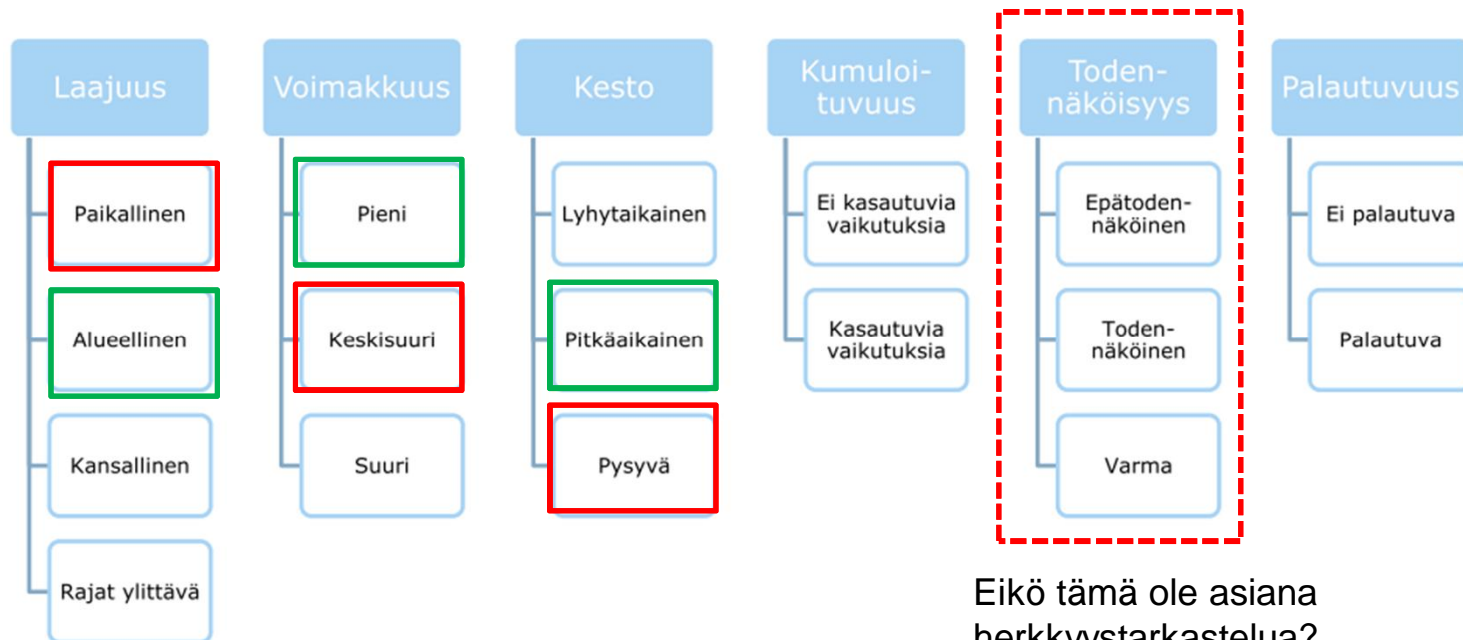 Laajuus
Paikallinen
Alueellinen
Kansallinen
Rajat ylittävä
Voimakkuus
Pieni
Keskisuuri
Suuri
Kesto
Lyhytaikainen
Pitkäaikainen
Pysyvä
Kumuloi-
tuvuus
Ei kasautuvia
vaikutuksia
Kasautuvia
vaikutuksia
Toden-
näköisyys
Epätoden-
näköinen
Toden-
näköinen
Varma
Palautuvuus
Ei palautuva
Palautuva
Eikö tämä ole asiana
herkkyystarkastelua?